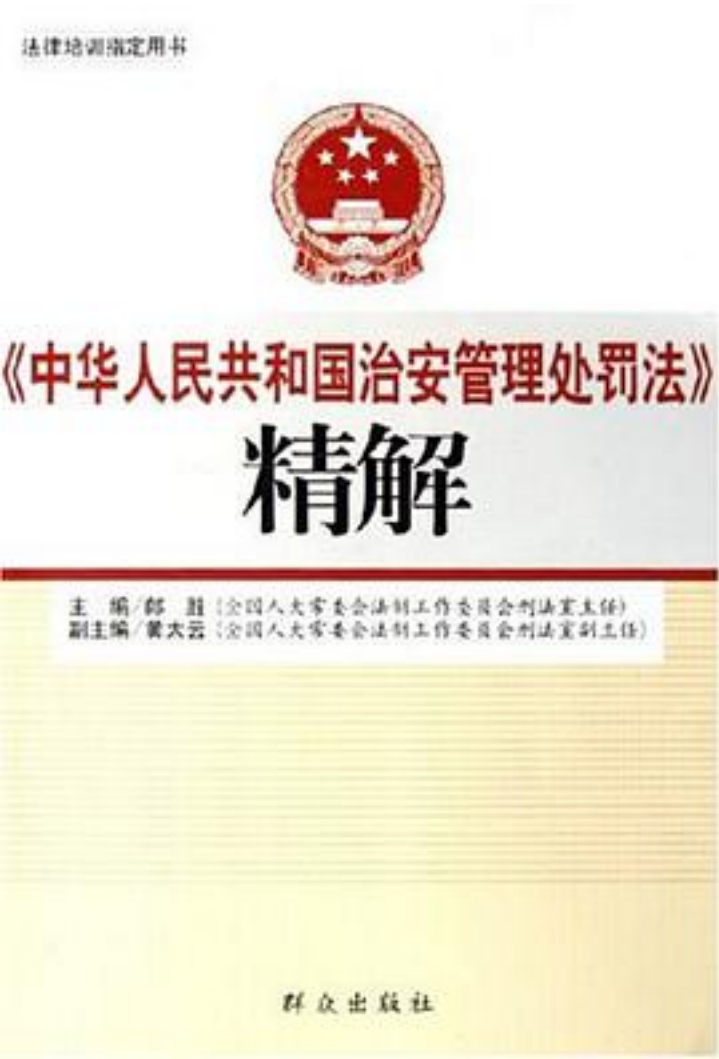 法律培训指定用书
《中华人民共和国治安管理处罚法》
精解
主 编/郎 胜(全国人大常委会法制工作委员会刑法室主任)
副主编/黄太云(全国人大常委会法制工作委员会刑法室副主任)
群众出版社